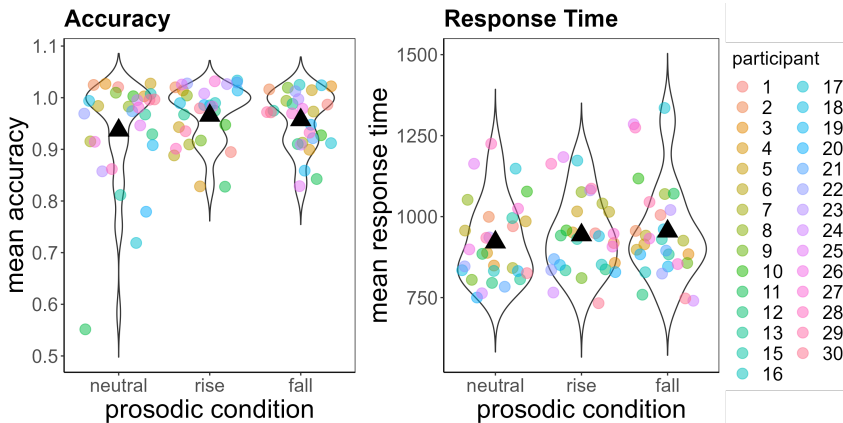 Accuracy
mean accuracy
1.1
1.0
0.9
0.8
0.7
0.6
0.5
neutral rise fall
prosodic condition
Response Time
mean response time
1500
1250
1000
750
neutral rise fall
prosodic condition
participant
1 17
2 18
3 19
4 20
5 21
6 22
7 23
8 24
9 25
10 26
11 27
12 28
13 29
15 30
16